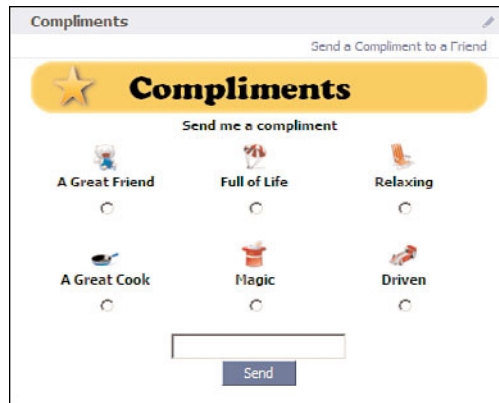 Compliments
Send a Compliment to a Friend
Compliments
Send me a compliment
A Great Friend Full of Life Relaxing
A Great Cook Magic Driven
Send